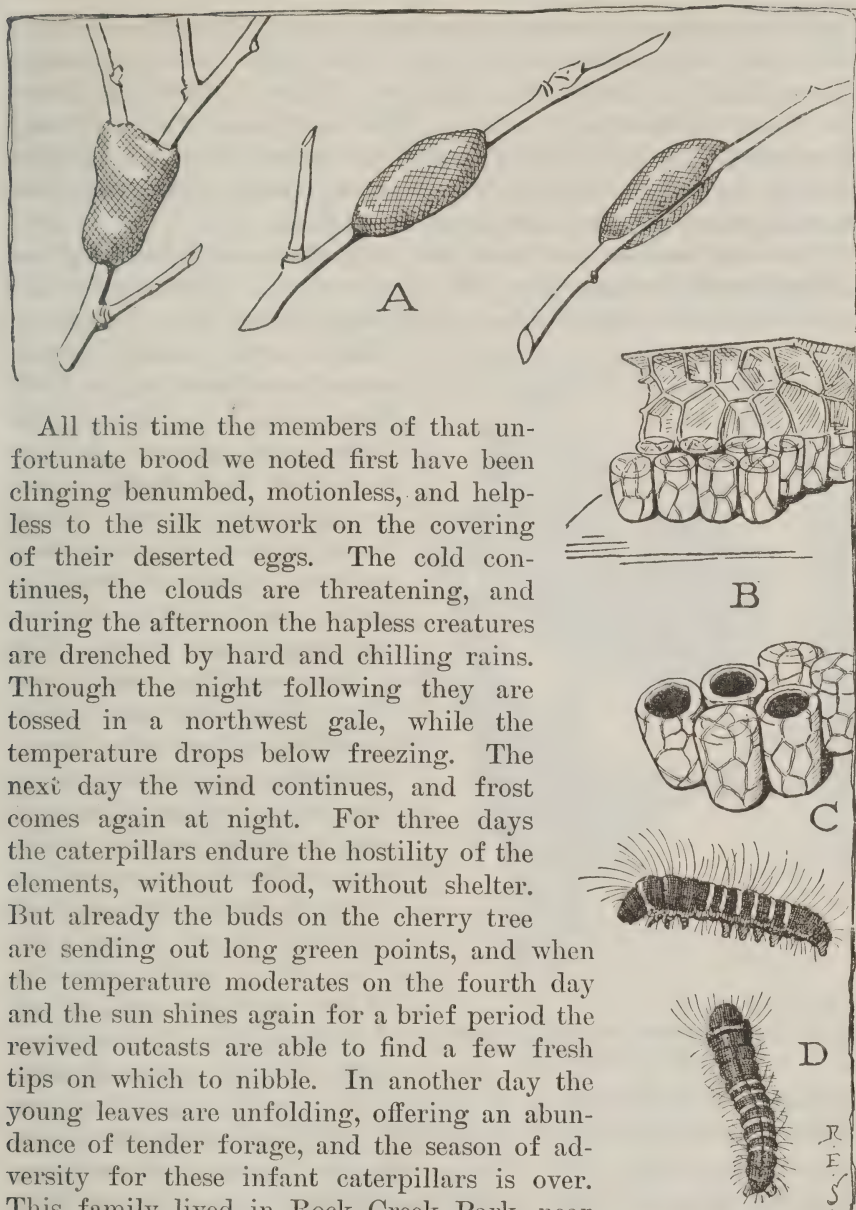 A
All this time the members of that un-
fortunate brood we noted first have been
clinging benumbed, motionless, and help-
less to the silk network on the covering
of their deserted eggs. The cold con-
tinues, the clouds are threatening, and
during the afternoon the hapless creatures
are drenched by hard and chilling rains.
Through the night following they are
tossed in a northwest gale, while the
temperature drops below freezing. The
next day the wind continues, and frost
comes again at night. For three days
the caterpillars endure the hostility of the
elements, without food, without shelter.
But already the buds on the cherry tree
are sending out long green points, and when
the temperature moderates on the fourth day
and the sun shines again for a brief period the
revived outcasts are able to find a few fresh
tips on which to nibble. In another day the
young leaves are unfolding, offering an abun-
dance of tender forage, and the season of ad-
versity for these infant caterpillars is over.
This family lived in Rock Creek Park, near
B
C
D
R
E
S